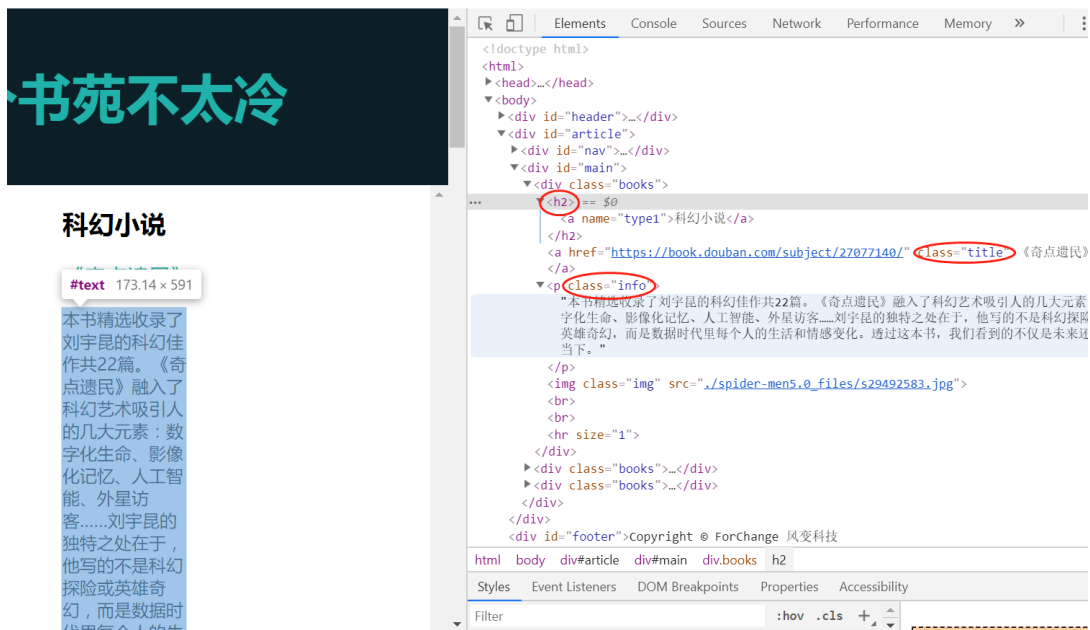 书苑不太冷
科幻小说
#text 173.14 × 591
本书精选收录了
刘宇昆的科幻佳
作共22篇。《奇
点遗民》融入了
科幻艺术吸引人
的几大元素：数
字化生命、影像
化记忆、人工智
能、外星访
客……刘宇昆的
独特之处在于，
他写的不是科幻
探险或英雄奇
幻，而是数据时
代里每个人的生
Elements Console Sources Network Performance Memory »
<!doctype html>
<html>
▶<head>…</head>
▼<body>
▶<div id="header">…</div>
▼<div id="article">
▶<div id="nav">…</div>
▼<div id="main">
▼<div class="books">
… ▼<h2> == $0
<a name="type1">科幻小说</a>
</h2>
<a href="https://book.douban.com/subject/27077140/" class="title" 《奇点遗民》
</a>
▼<p class="info">
"本书精选收录了刘宇昆的科幻佳作共22篇。《奇点遗民》融入了科幻艺术吸引人的几大元素
字化生命、影像化记忆、人工智能、外星访客……刘宇昆的独特之处在于，他写的不是科幻探险
英雄奇幻，而是数据时代里每个人的生活和情感变化。透过这本书，我们看到的不仅是未来还
当下。"
</p>
<img class="img" src="./spider-men5.0_files/s29492583.jpg">
<br>
<br>
<hr size="1">
</div>
▶<div class="books">…</div>
▶<div class="books">…</div>
</div>
</div>
<div id="footer">Copyright © ForChange 风变科技
html body div#article div#main div.books h2
Styles Event Listeners DOM Breakpoints Properties Accessibility
Filter :hov .cls +